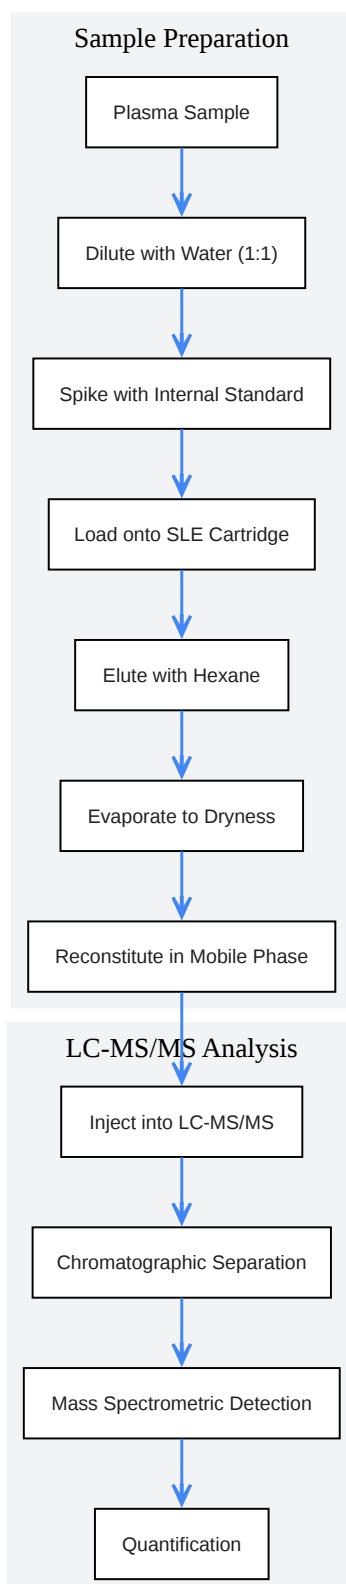 Sample Preparation
Plasma Sample
Dilute with Water (1:1)
Spike with Internal Standard
Load onto SLE Cartridge
Elute with Hexane
Evaporate to Dryness
Reconstitute in Mobile Phase
LC-MS/MS Analysis
Inject into LC-MS/MS
Chromatographic Separation
Mass Spectrometric Detection
Quantification